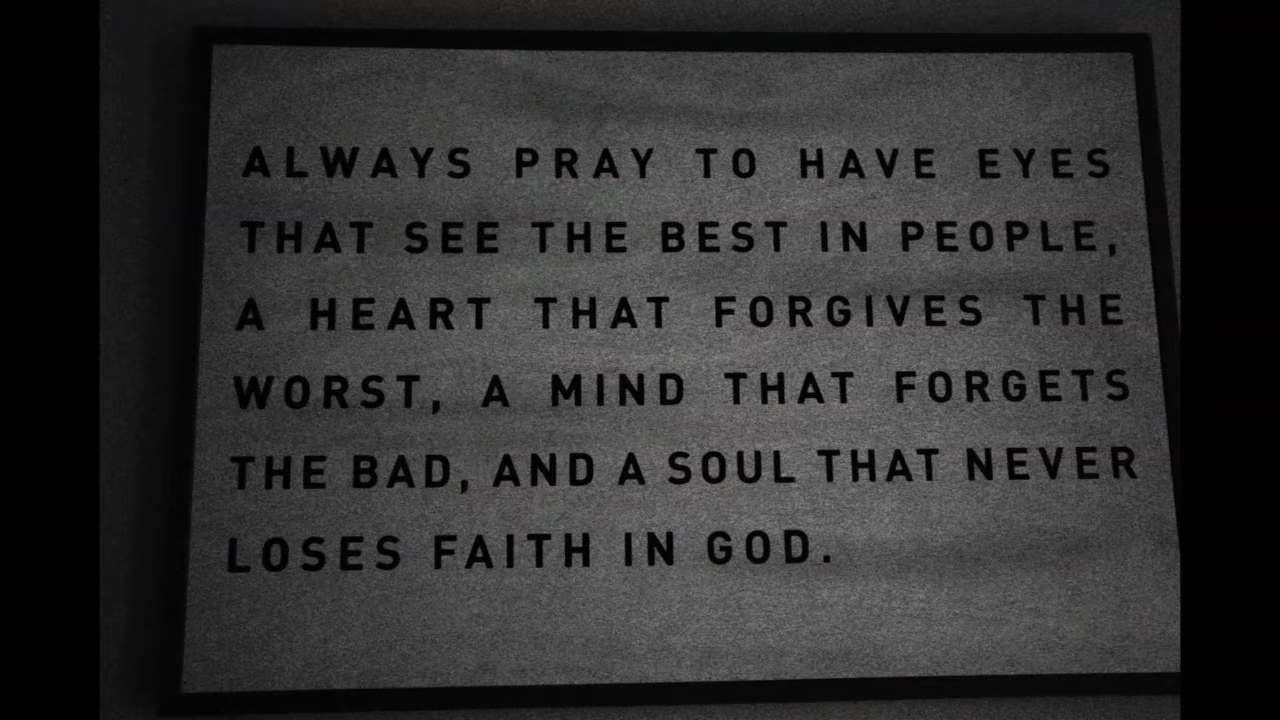 ALWAYS PRAY TO HAVE EYES
THAT SEE THE BEST IN PEOPLE,
A HEART THAT FORGIVES THE
WORST, A MIND THAT FORGETS
THE BAD, AND A SOUL THAT NEVER
LOSES FAITH IN GOD.